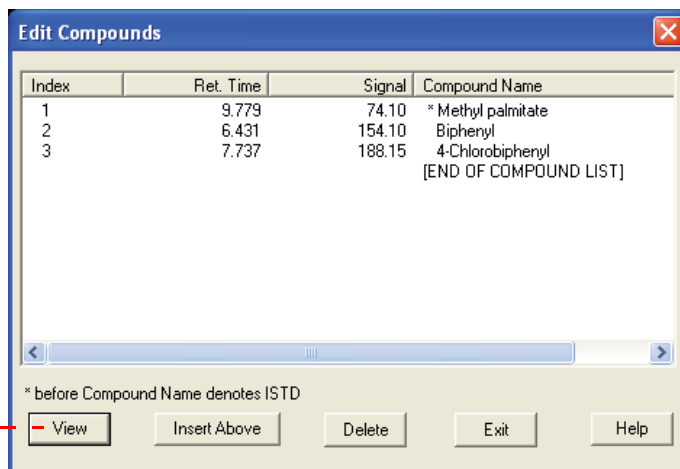 Edit Compounds
Index Ret. Time Signal Compound Name
1 9.779 74.10 * Methyl palmitate
2 6.431 154.10 Biphenyl
3 7.737 188.15 4-Chlorobiphenyl
[END OF COMPOUND LIST]
* before Compound Name denotes ISTD
View Insert Above Delete Exit Help